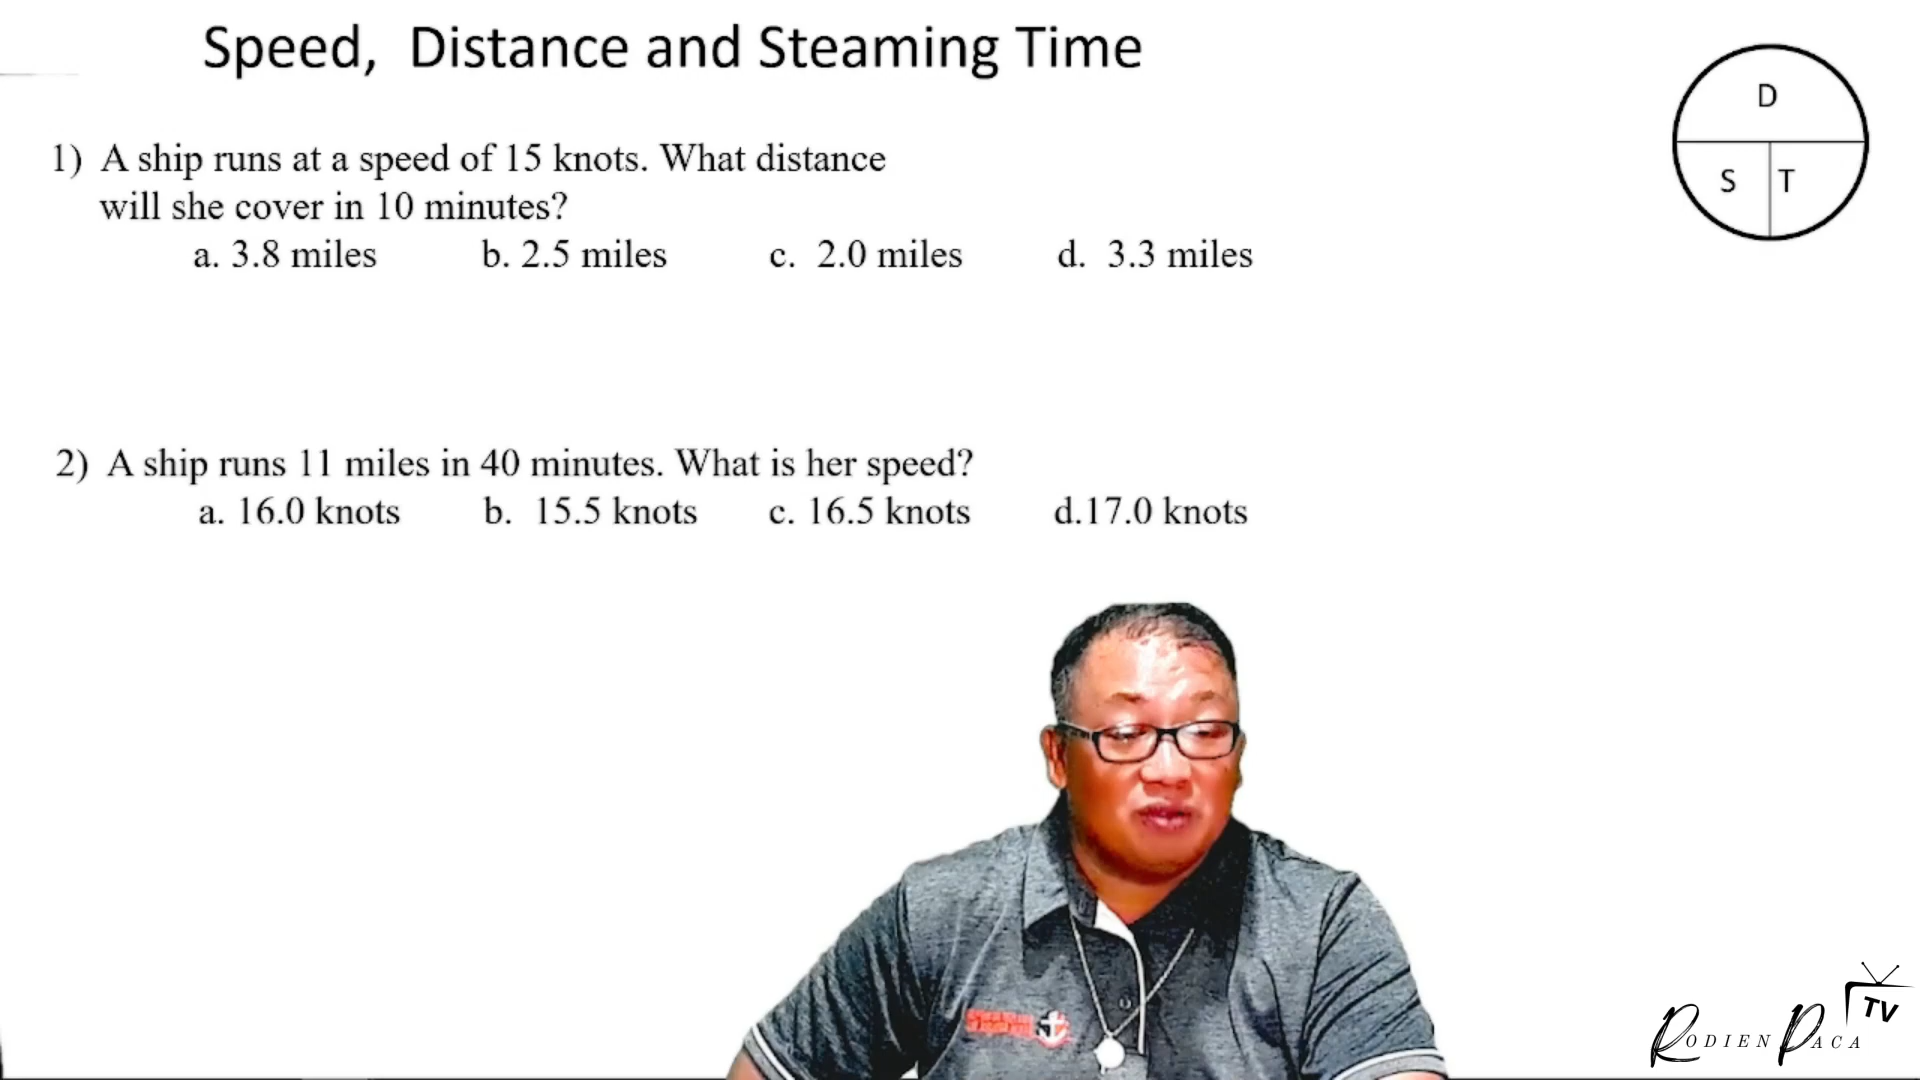 Speed, Distance and Steaming Time
D
S T
1) A ship runs at a speed of 15 knots. What distance
will she cover in 10 minutes?
a. 3.8 miles b. 2.5 miles c. 2.0 miles d. 3.3 miles
2) A ship runs 11 miles in 40 minutes. What is her speed?
a. 16.0 knots b. 15.5 knots c. 16.5 knots d.17.0 knots
TV
RODIEN PACA